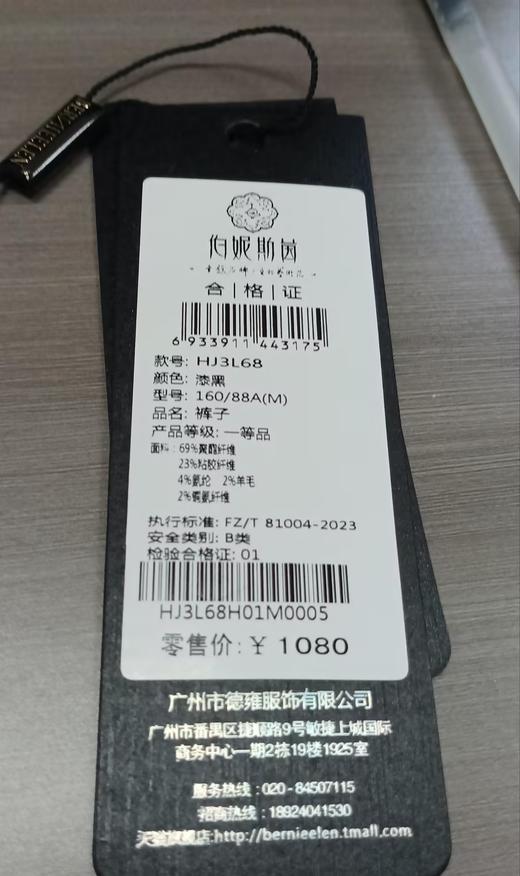 伯妮斯茵
合|格|证
6 933911 443175
款号: HJ3L68
颜色: 漆黑
型号: 160/88A(M)
品名: 裤子
产品等级: 一等品
面料: 69%聚酯纤维
23%粘胶纤维
4%氨纶 2%羊毛
2%铜氨纤维
执行标准: FZ/T 81004-2023
安全类别: B类
检验合格证: 01
HJ3L68H01M0005
零售价: ¥ 1080
广州市德雍服饰有限公司
广州市番禺区捷顺路9号敏捷上城国际
商务中心一期2栋19楼1925室
服务热线: 020-84507115
招商热线: 18924041530
天猫旗舰店:http://bernieelen.tmall.com